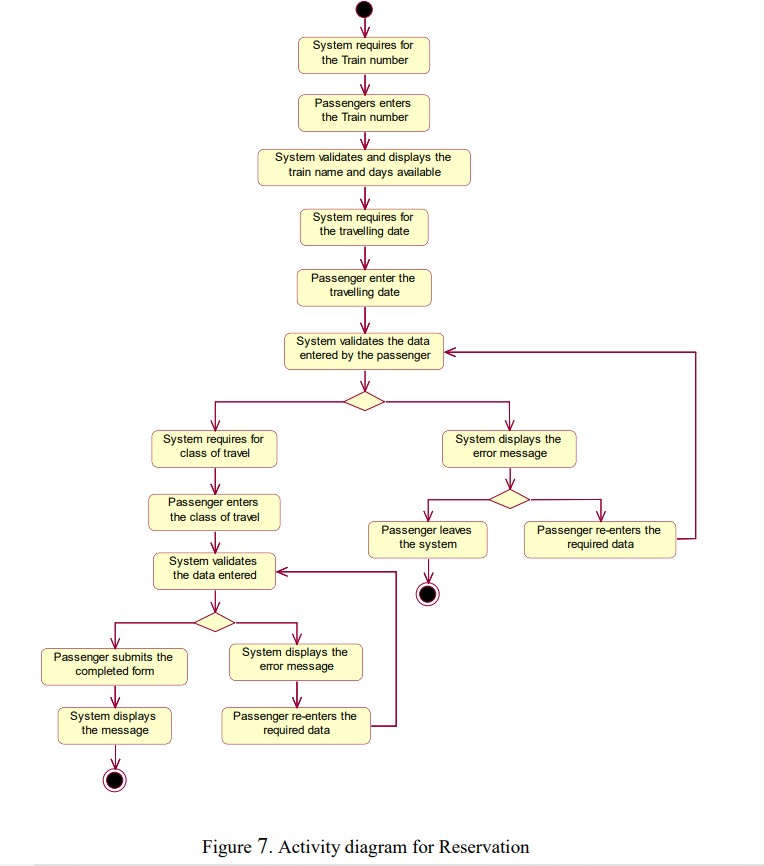 System requires for
the Train number
Passengers enters
the Train number
System validates and displays the
train name and days available
System requires for
the travelling date
Passenger enter the
travelling date
System validates the data
entered by the passenger
System requires for
class of travel
System displays the
error message
Passenger enters
the class of travel
Passenger leaves
the system
Passenger re-enters the
required data
System validates
the data entered
Passenger submits the
completed form
System displays the
error message
System displays
the message
Passenger re-enters the
required data
Figure 7. Activity diagram for Reservation